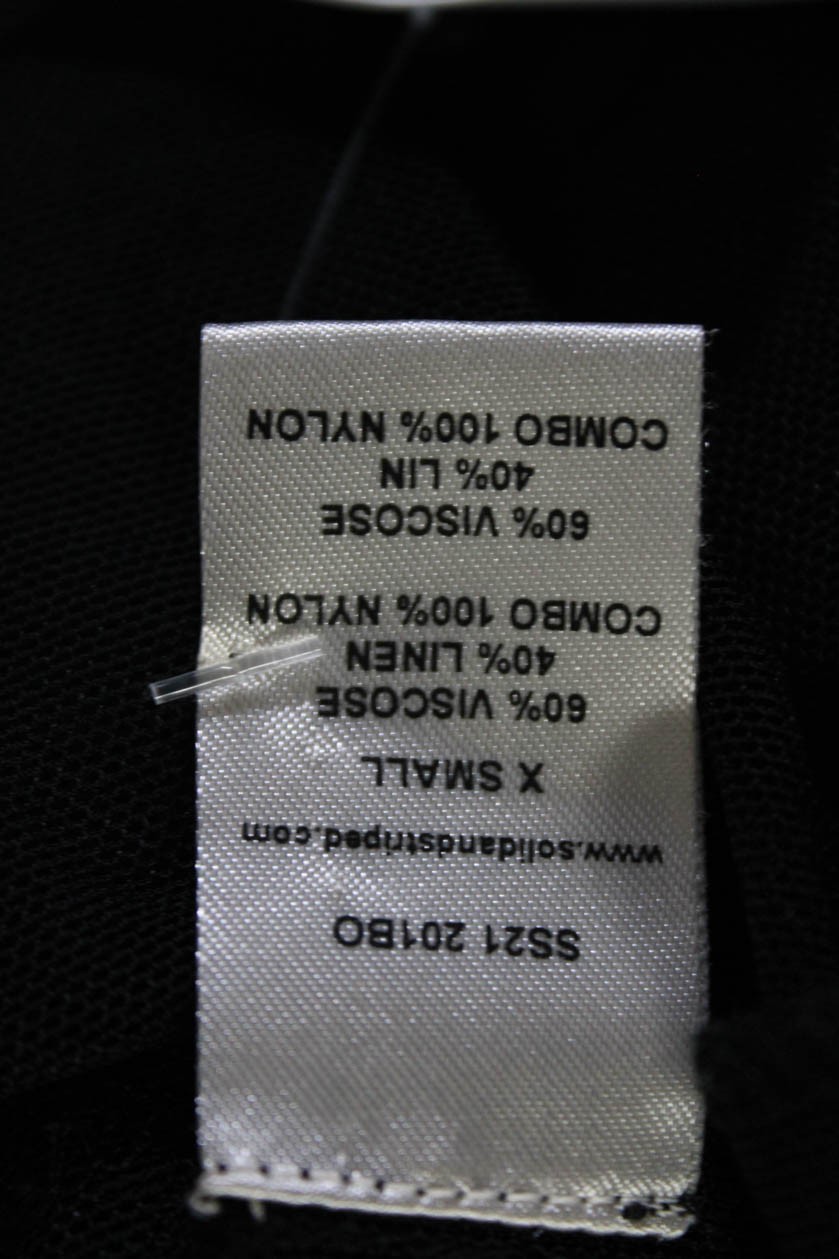 SS21 201BO
www.solidandstriped.com
X SMALL
60% VISCOSE
40% LINEN
COMBO 100% NYLON
60% VISCOSE
40% LIN
COMBO 100% NYLON